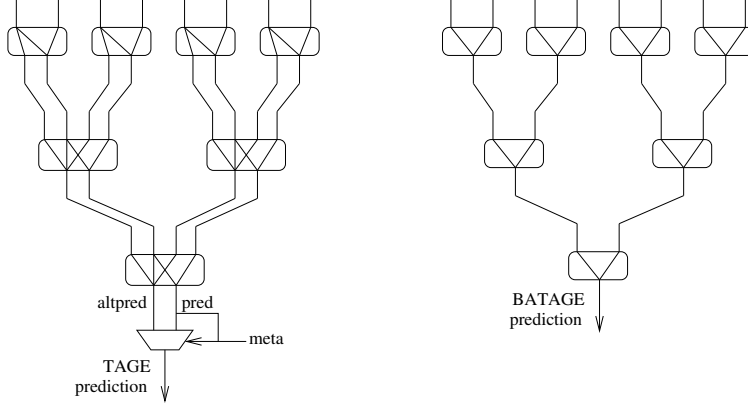 altpred
pred
meta
TAGE
prediction
BATAGE
prediction